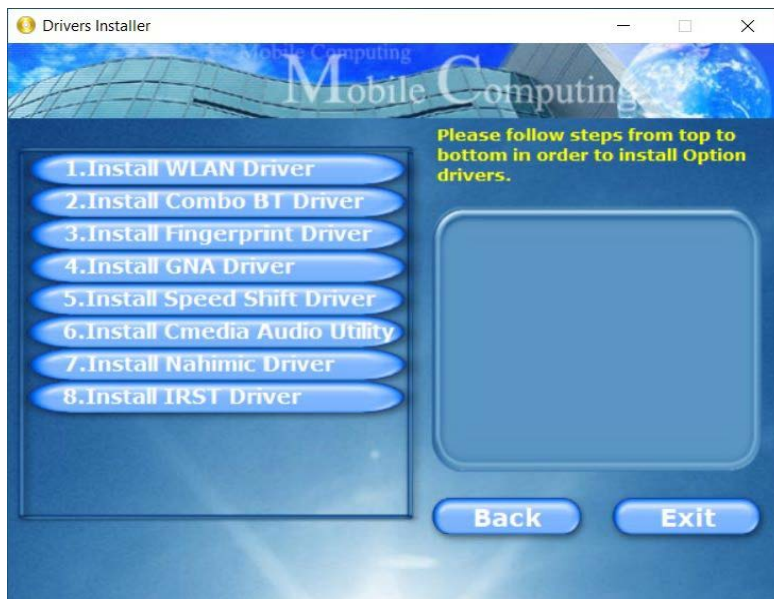 Drivers Installer
Mobile Computing
Mobile Computing
Please follow steps from top to
bottom in order to install Option
drivers.
1.Install WLAN Driver
2.Install Combo BT Driver
3.Install Fingerprint Driver
4.Install GNA Driver
5.Install Speed Shift Driver
6.Install Cmedia Audio Utility
7.Install Nahimic Driver
8.Install IRST Driver
Back
Exit